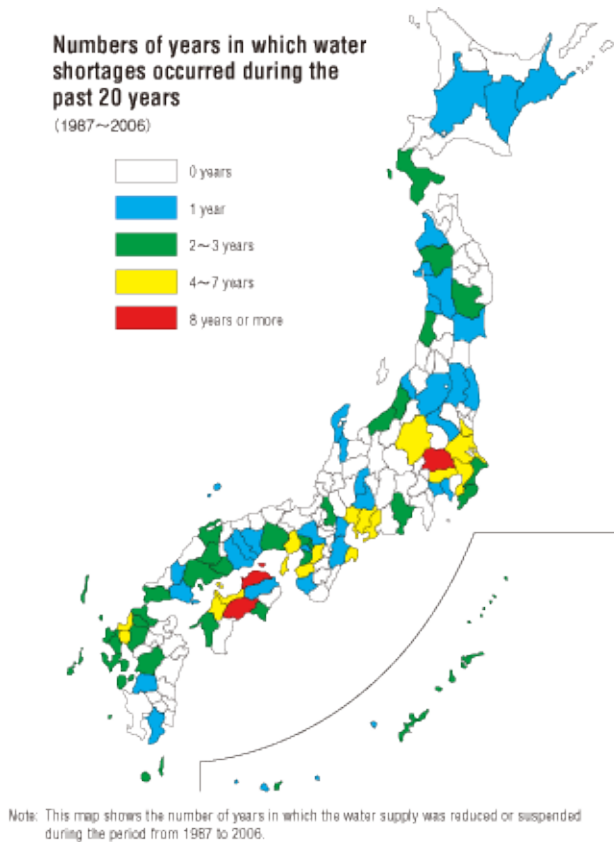 Numbers of years in which water
shortages occurred during the
past 20 years
(1987～2006)
0 years
1 year
2～3 years
4～7 years
8 years or more
Note: This map shows the number of years in which the water supply was reduced or suspended
during the period from 1987 to 2006.